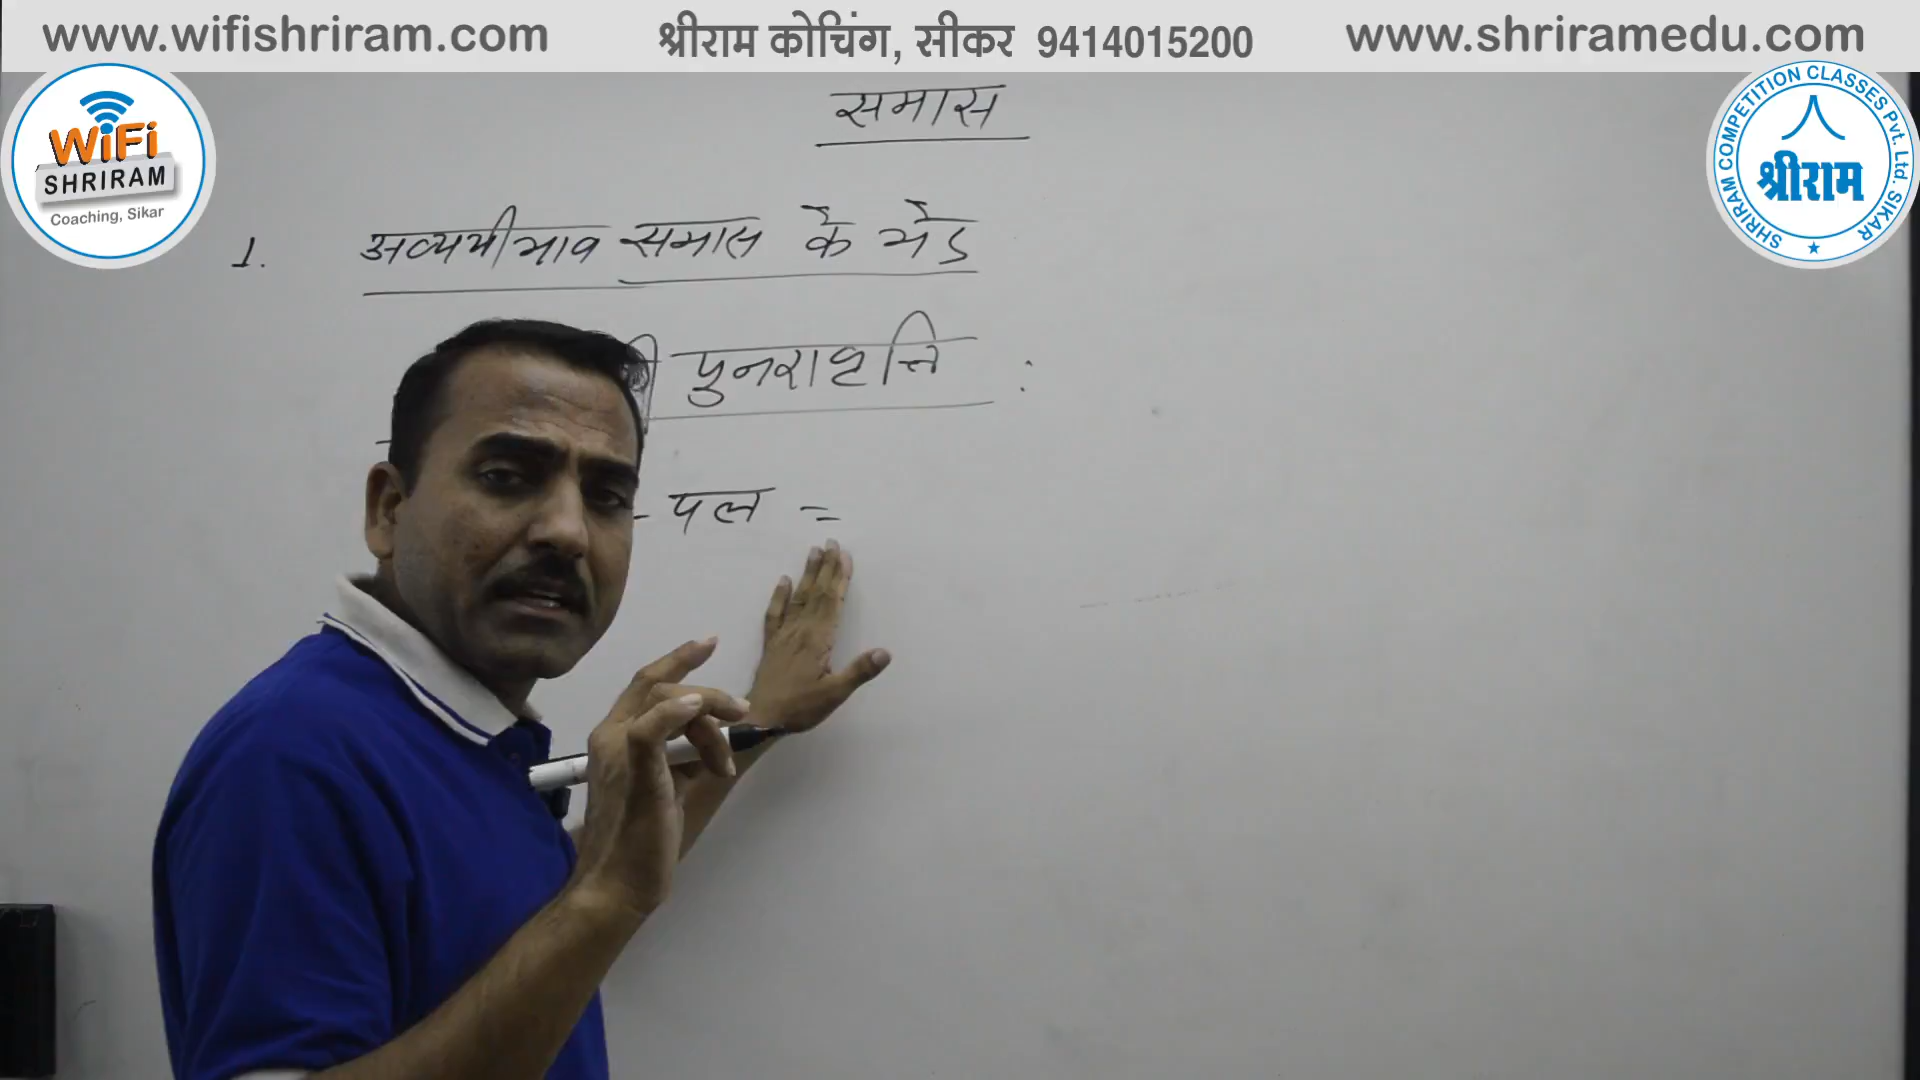 www.wifishriram.com
श्रीराम कोचिंग, सीकर 9414015200
www.shriramedu.com
WiFi
SHRIRAM
Coaching, Sikar
SHRIRAM COMPETITION CLASSES Pvt. Ltd. SIKAR
श्रीराम
समास
1. अव्ययीभाव समास के भेद
पुनरावृत्ति :
- पल =